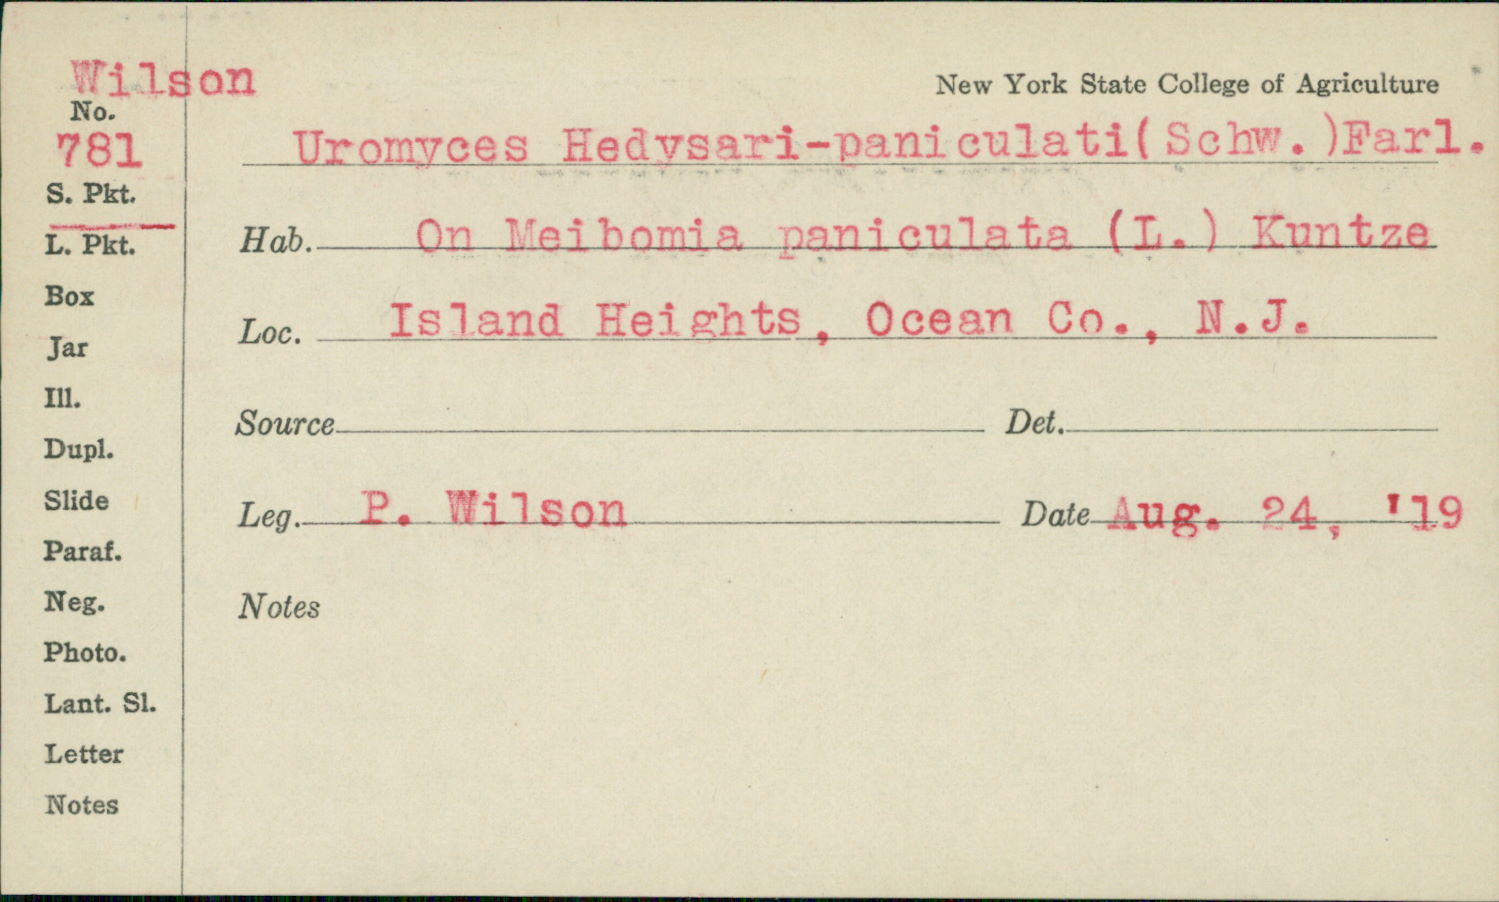 Wilson
New York State College of Agriculture
No.
781
Uromyces Hedysari-paniculati(Schw.)Farl.
S. Pkt.
L. Pkt.
Hab. On Meibomia paniculata (L.) Kuntze
Box
Loc. Island Heights, Ocean Co., N.J.
Jar
Ill.
Source Det.
Dupl.
Slide
Leg. P. Wilson Date Aug. 24, '19
Paraf.
Neg.
Notes
Photo.
Lant. Sl.
Letter
Notes